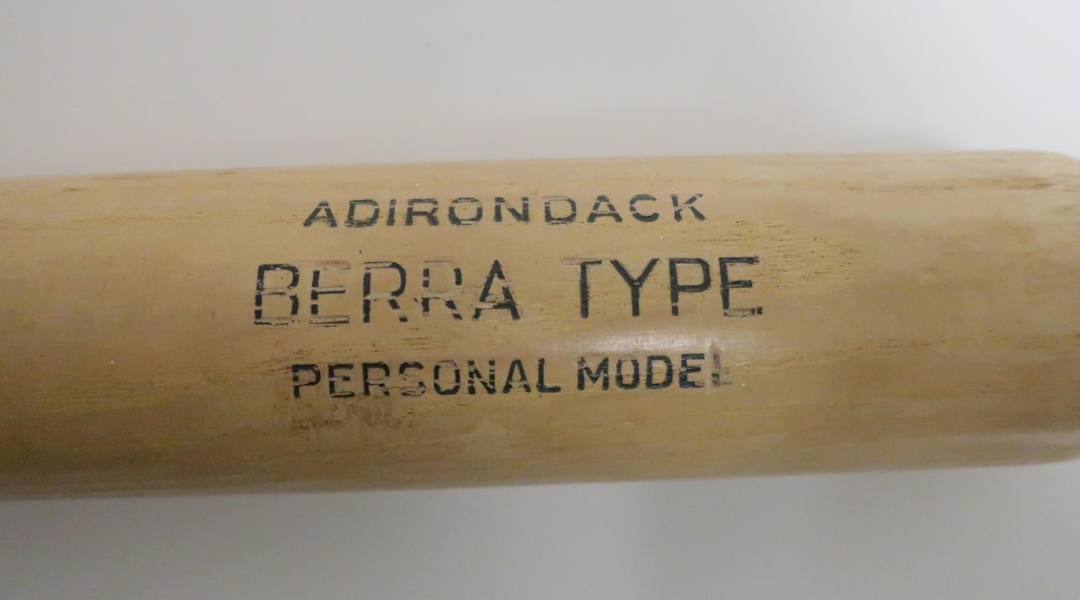 ADIRONDACK
BERRA TYPE
PERSONAL MODEL